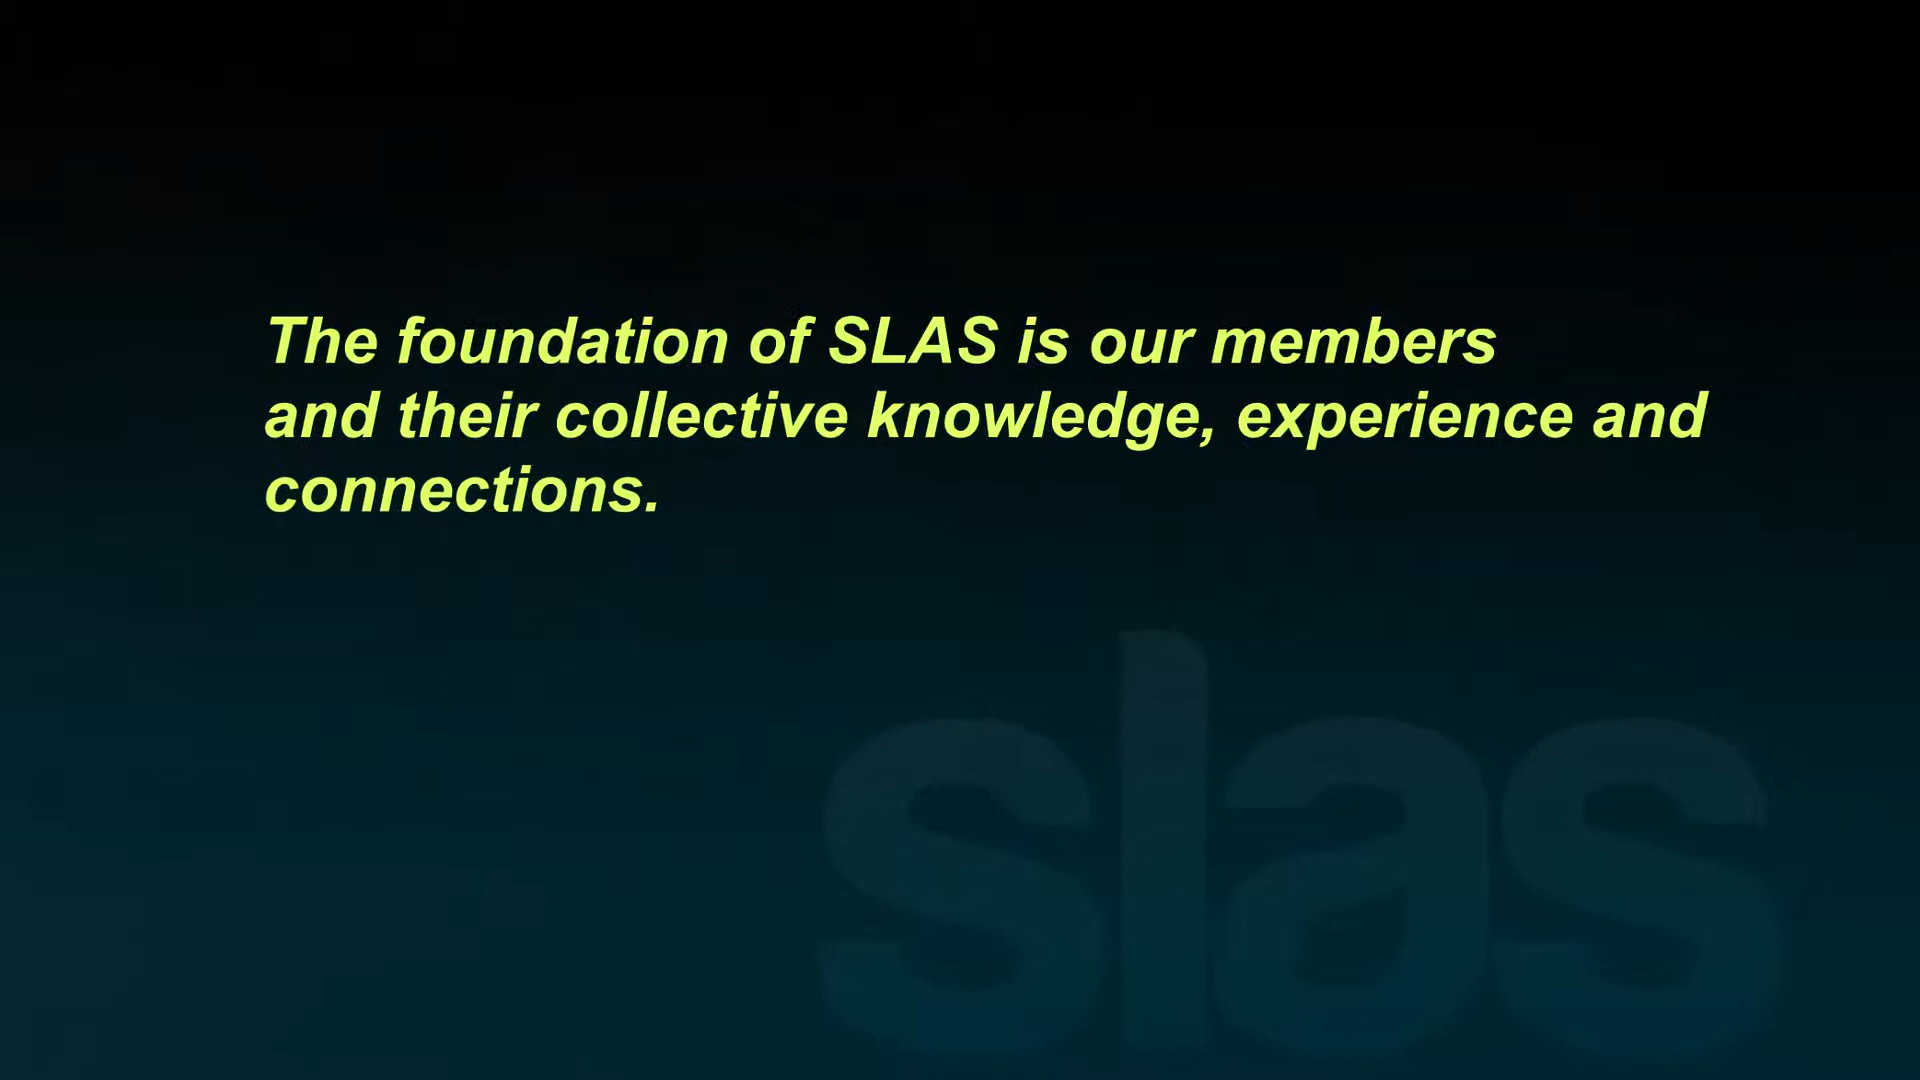 The foundation of SLAS is our members
and their collective knowledge, experience and
connections.
slas